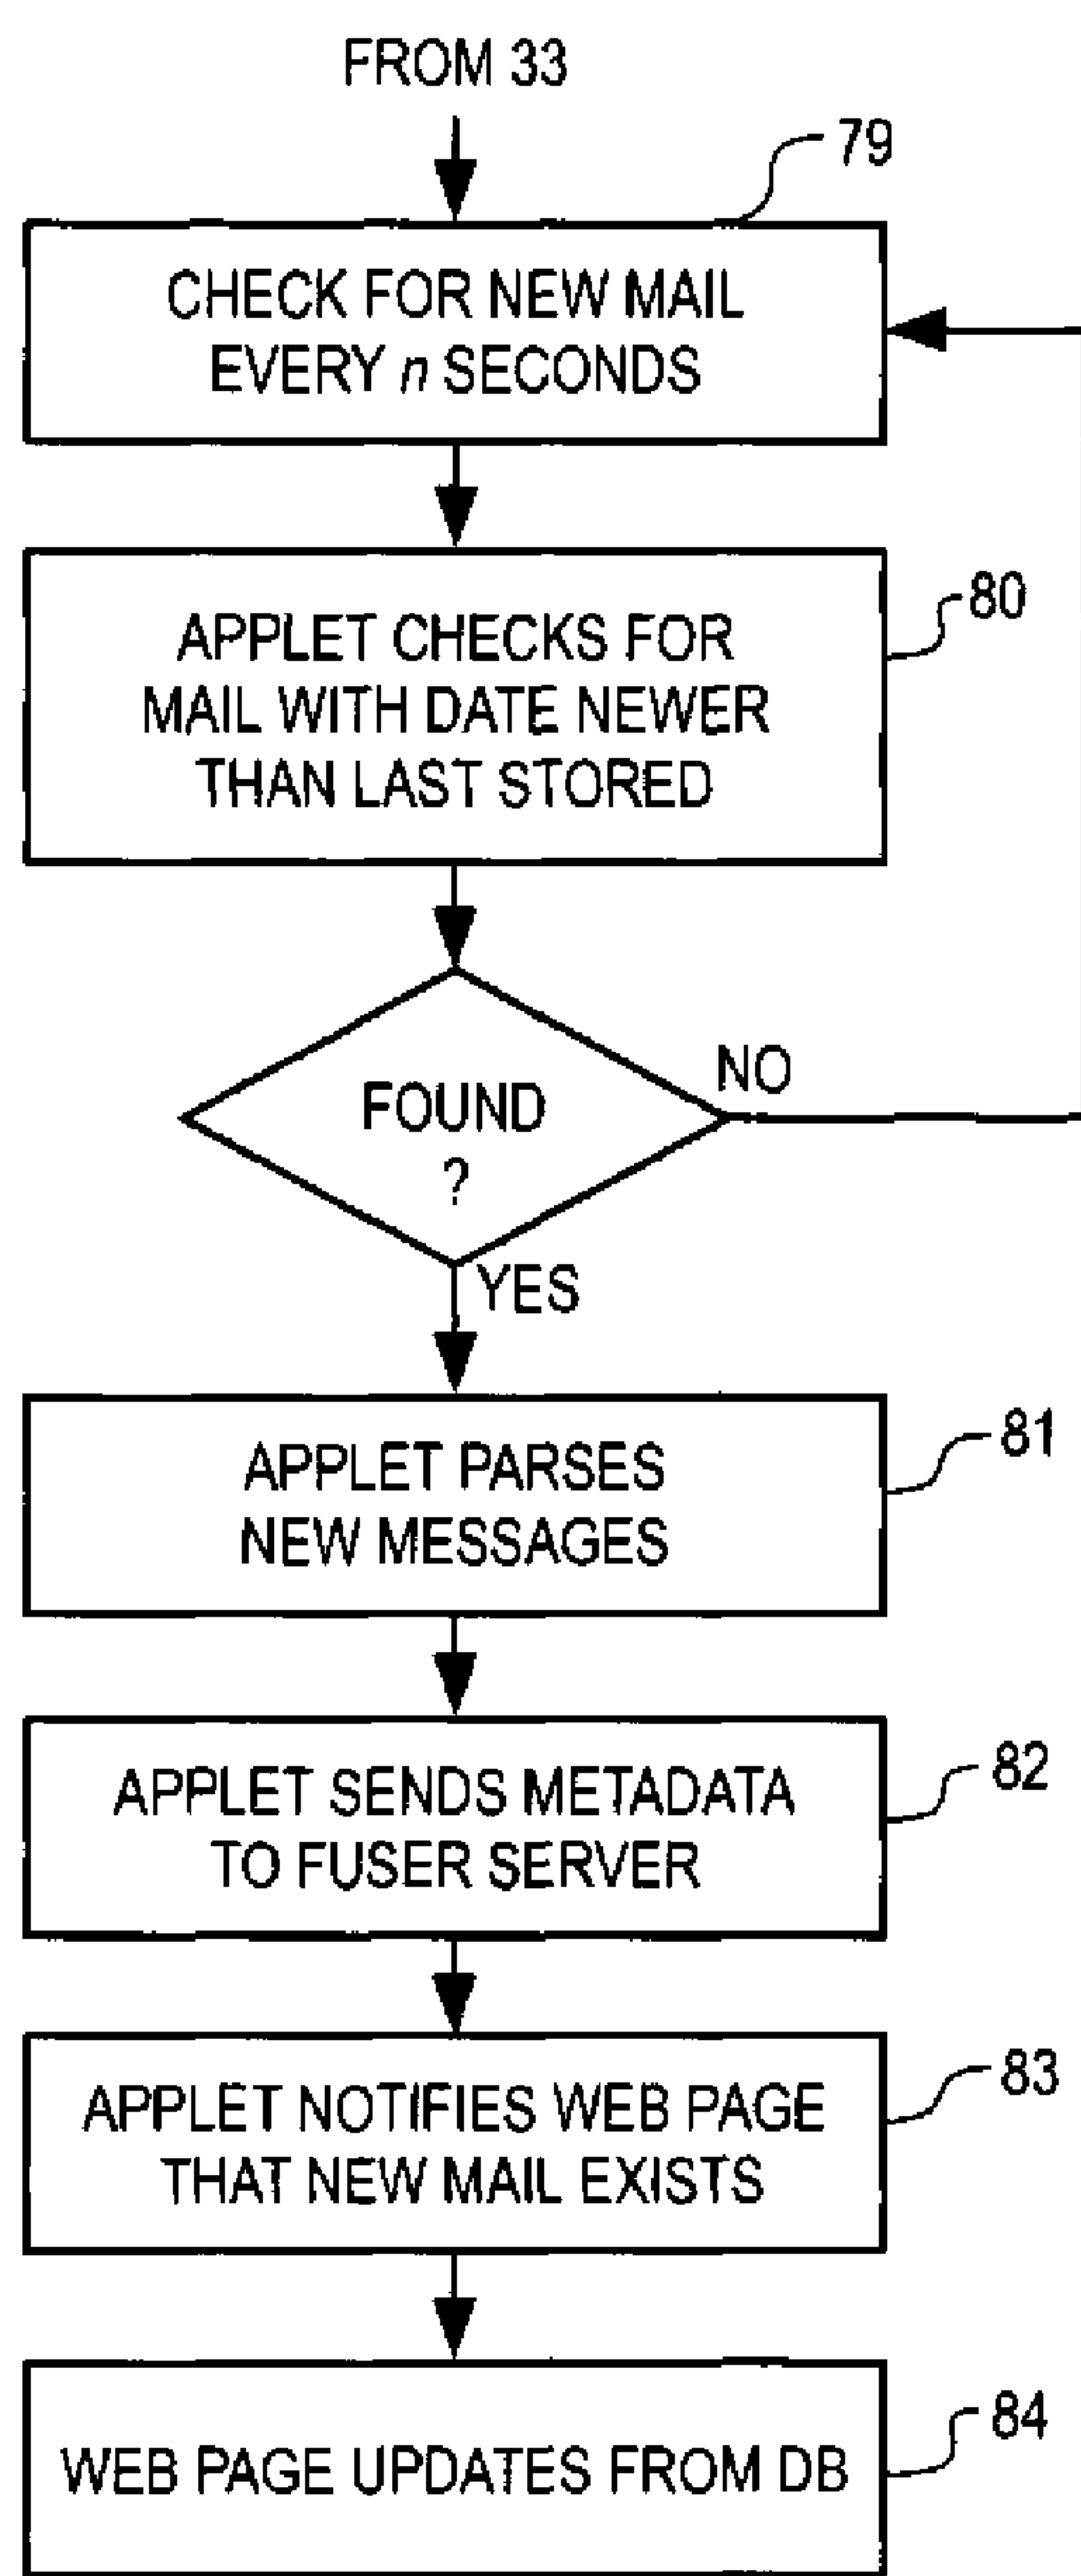 FROM 33
79
CHECK FOR NEW MAIL
EVERY n SECONDS
80
APPLET CHECKS FOR
MAIL WITH DATE NEWER
THAN LAST STORED
FOUND
?
NO
YES
81
APPLET PARSES
NEW MESSAGES
82
APPLET SENDS METADATA
TO FUSER SERVER
83
APPLET NOTIFIES WEB PAGE
THAT NEW MAIL EXISTS
84
WEB PAGE UPDATES FROM DB